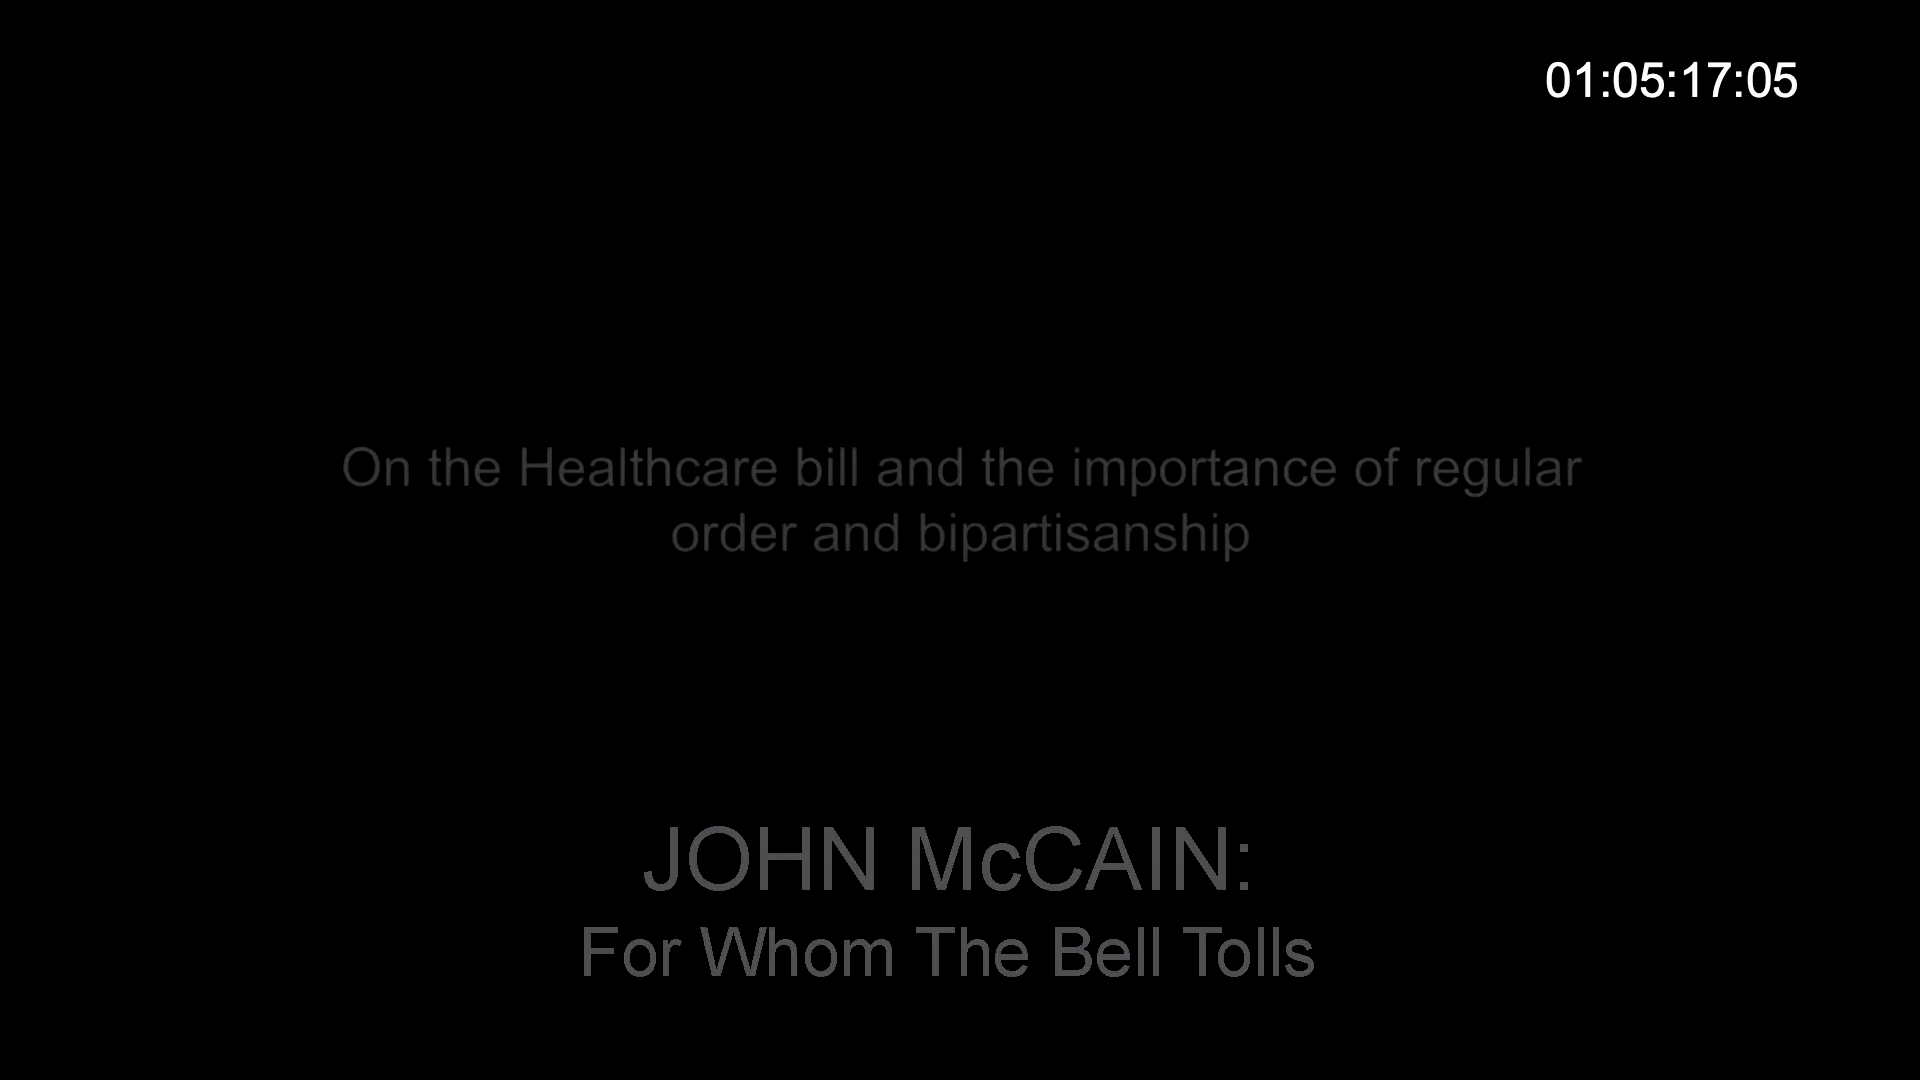 01:05:17:05
On the Healthcare bill and the importance of regular
order and bipartisanship
JOHN McCAIN:
For Whom The Bell Tolls